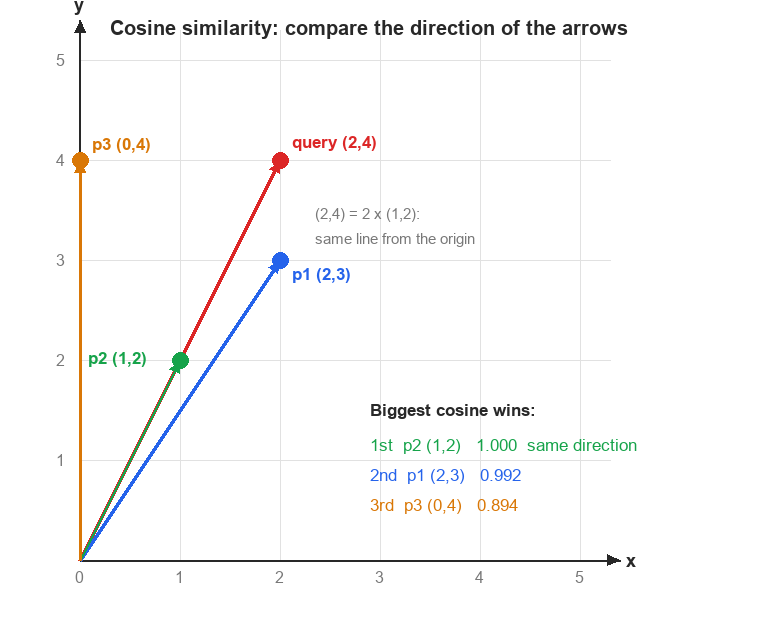 y
Cosine similarity: compare the direction of the arrows
5
p3 (0,4)
query (2,4)
4
(2,4) = 2 x (1,2):
same line from the origin
3
p1 (2,3)
p2 (1,2)
2
Biggest cosine wins:
1st p2 (1,2) 1.000 same direction
1
2nd p1 (2,3) 0.992
3rd p3 (0,4) 0.894
x
0 1 2 3 4 5